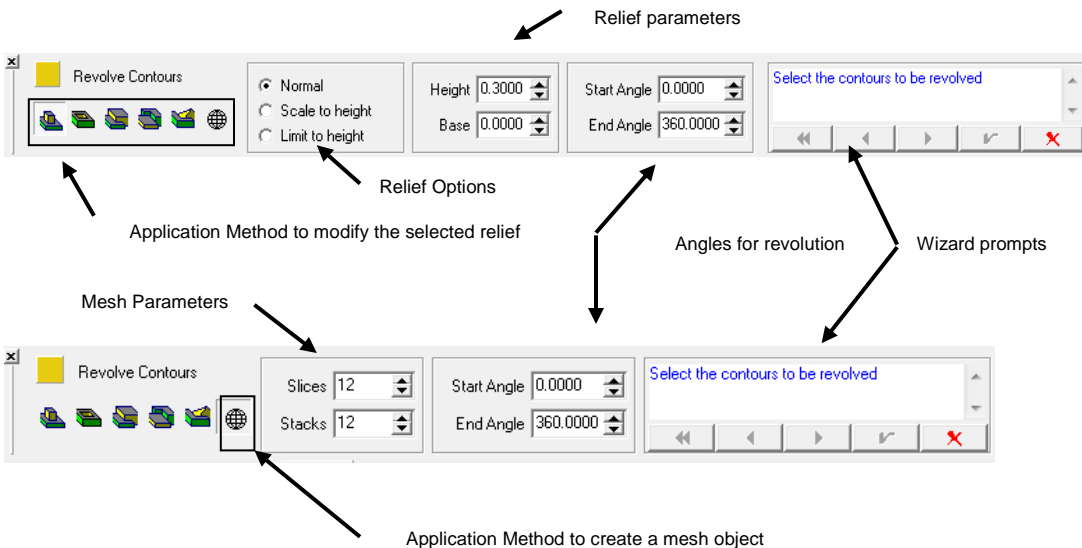 Relief parameters
Revolve Contours
Normal
Scale to height
Limit to height
Height 0.3000
Base 0.0000
Start Angle 0.0000
End Angle 360.0000
Select the contours to be revolved
Relief Options
Application Method to modify the selected relief
Angles for revolution
Wizard prompts
Mesh Parameters
Revolve Contours
Slices 12
Stacks 12
Start Angle 0.0000
End Angle 360.0000
Select the contours to be revolved
Application Method to create a mesh object